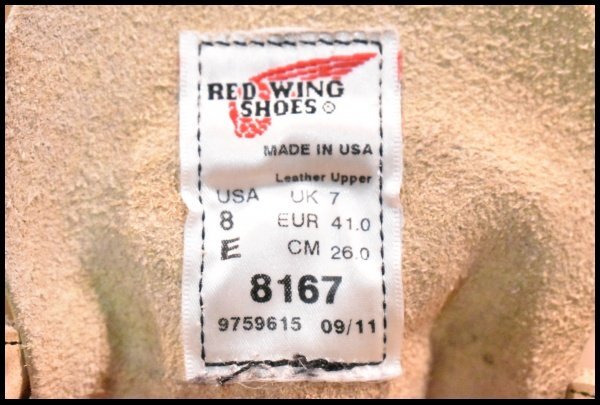 RED WING
SHOES
MADE IN USA
Leather Upper
USA UK 7
8 EUR 41.0
E CM 26.0
8167
9759615 09/11